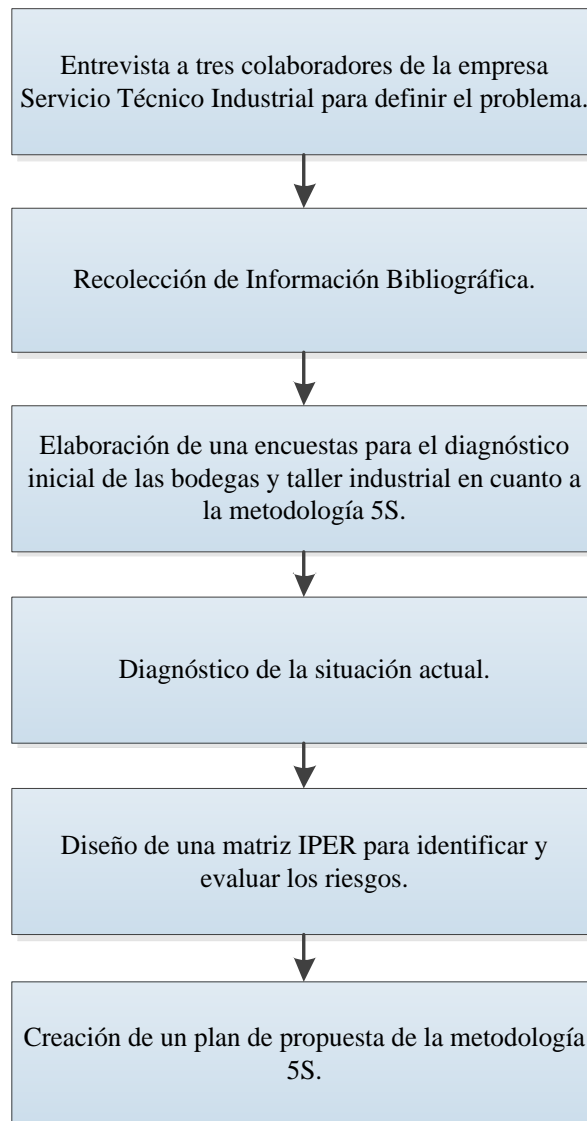 Entrevista a tres colaboradores de la empresa
Servicio Técnico Industrial para definir el problema.
Recolección de Información Bibliográfica.
Elaboración de una encuestas para el diagnóstico
inicial de las bodegas y taller industrial en cuanto a
la metodología 5S.
Diagnóstico de la situación actual.
Diseño de una matriz IPER para identificar y
evaluar los riesgos.
Creación de un plan de propuesta de la metodología
5S.